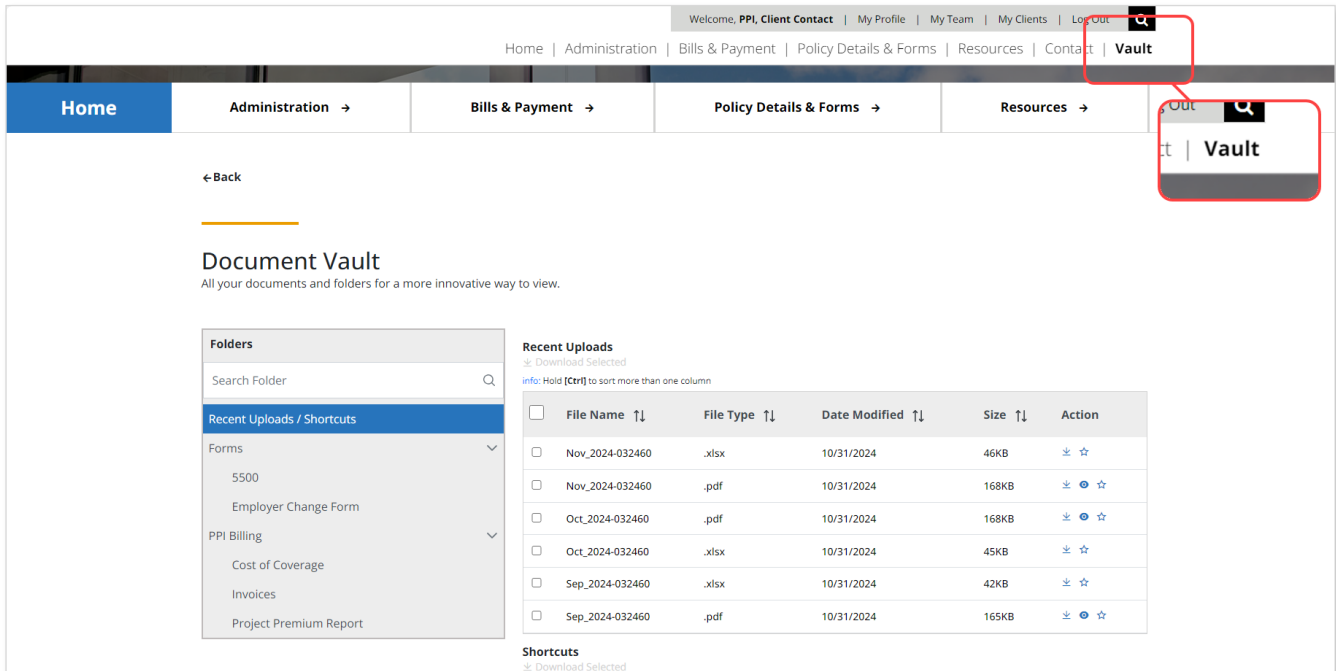 Welcome, PPI, Client Contact | My Profile | My Team | My Clients | Log Out
Home | Administration | Bills & Payment | Policy Details & Forms | Resources | Contact | Vault
Home Administration → Bills & Payment → Policy Details & Forms → Resources →
Out
| Vault
←Back
Document Vault
All your documents and folders for a more innovative way to view.
Folders
Search Folder
Recent Uploads / Shortcuts
Forms
5500
Employer Change Form
PPI Billing
Cost of Coverage
Invoices
Project Premium Report
Recent Uploads
Download Selected
info: Hold [Ctrl] to sort more than one column
File Name File Type Date Modified Size Action
Nov_2024-032460 .xlsx 10/31/2024 46KB
Nov_2024-032460 .pdf 10/31/2024 168KB
Oct_2024-032460 .pdf 10/31/2024 168KB
Oct_2024-032460 .xlsx 10/31/2024 45KB
Sep_2024-032460 .xlsx 10/31/2024 42KB
Sep_2024-032460 .pdf 10/31/2024 165KB
Shortcuts
Download Selected